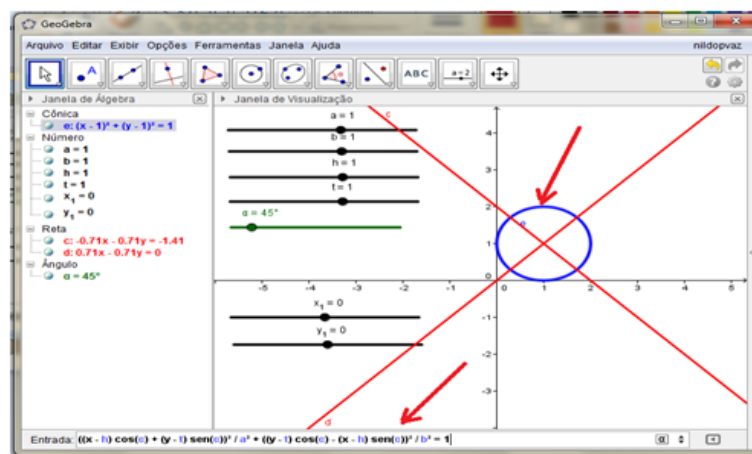 GeoGebra
Arquivo Editar Exibir Opções Ferramentas Janela Ajuda
nildopvaz
A
ABC
a=2
Janela de Álgebra
Janela de Visualização
Cônica
e: (x - 1)² + (y - 1)² = 1
Número
a = 1
b = 1
h = 1
t = 1
x₁ = 0
y₁ = 0
Reta
c: -0.71x - 0.71y = -1.41
d: 0.71x - 0.71y = 0
Ângulo
α = 45°
a = 1
b = 1
h = 1
t = 1
α = 45°
x₁ = 0
y₁ = 0
c
e
d
4
3
2
1
0
-1
-2
-3
-5 -4 -3 -2 -1 0 1 2 3 4 5
Entrada: ((x - h) cos(c) + (y - t) sen(c))² / a² + ((y - t) cos(c) - (x - h) sen(c))² / b² = 1
α